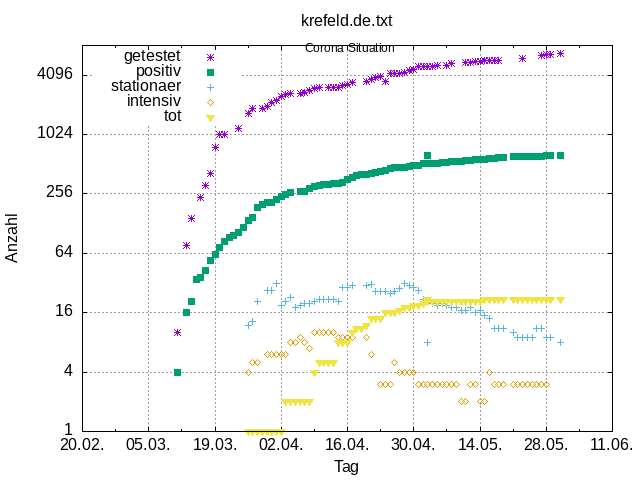 krefeld.de.txt
Corona Situation
getestet
positiv
stationaer
intensiv
tot
4096
1024
256
64
16
4
1
Anzahl
20.02. 05.03. 19.03. 02.04. 16.04. 30.04. 14.05. 28.05. 11.06.
Tag